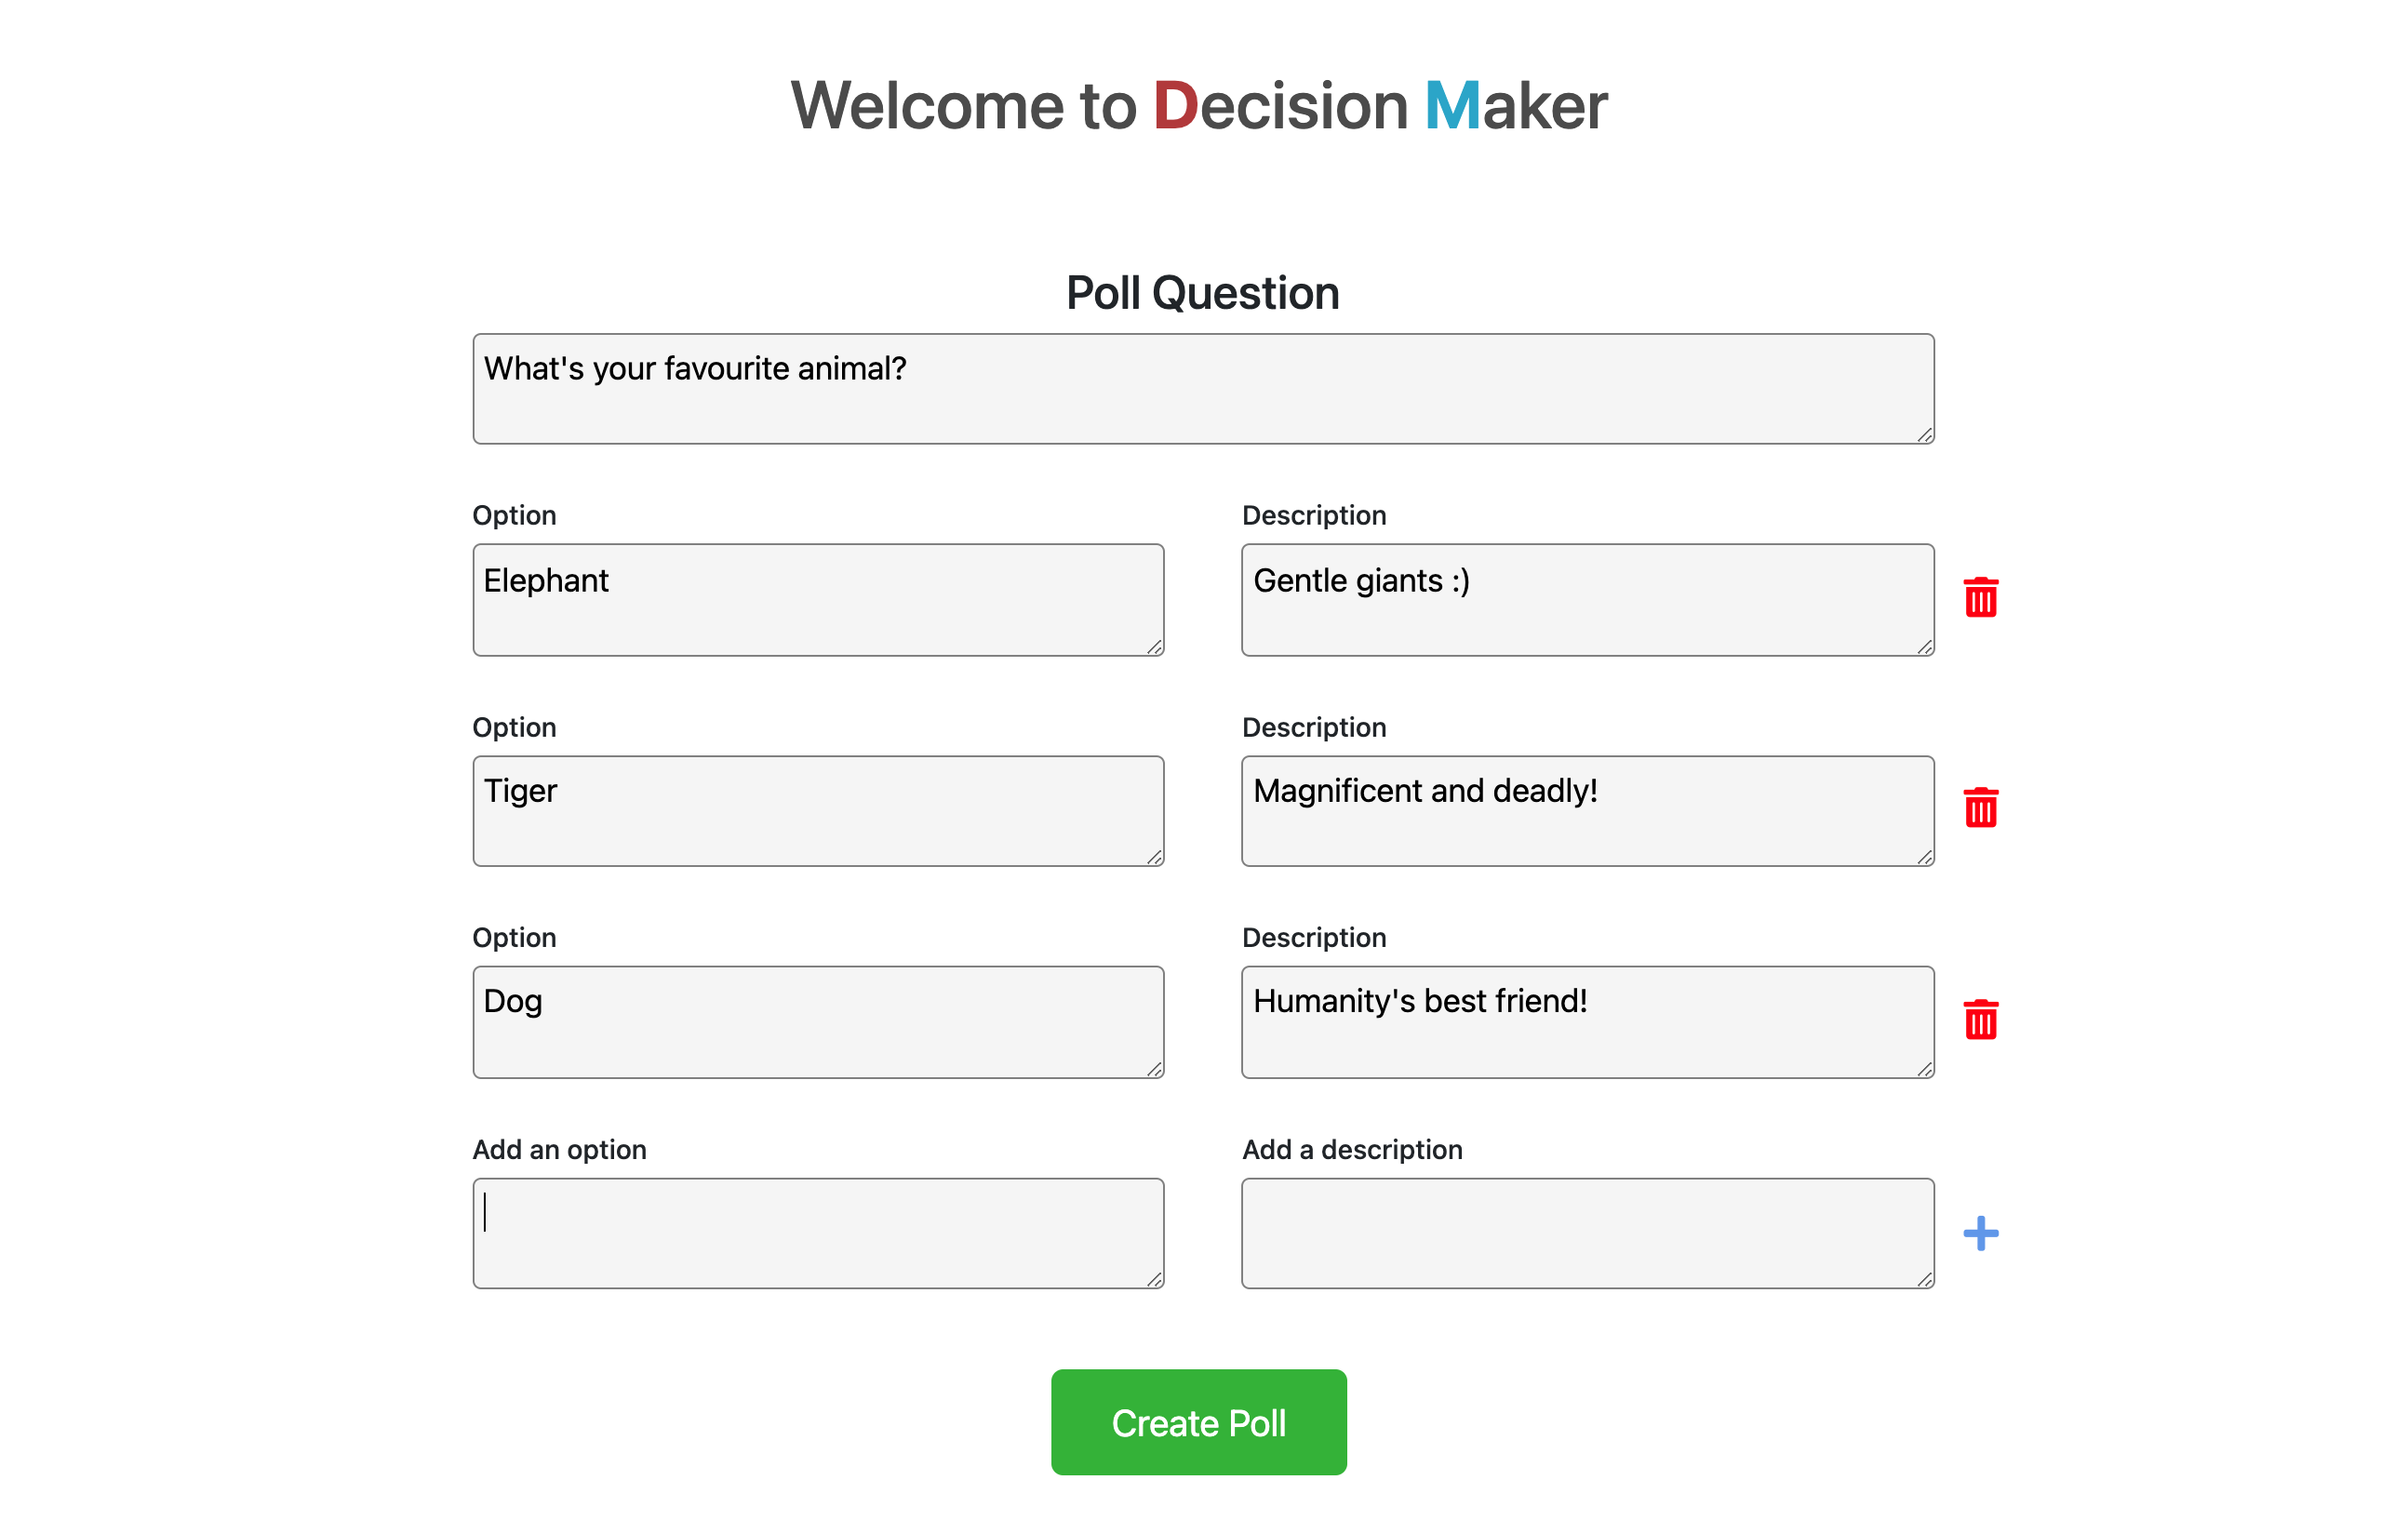 Welcome to Decision Maker
Poll Question
What's your favourite animal?
Option
Description
Elephant
Gentle giants :)
Option
Description
Tiger
Magnificent and deadly!
Option
Description
Dog
Humanity's best friend!
Add an option
Add a description
Create Poll